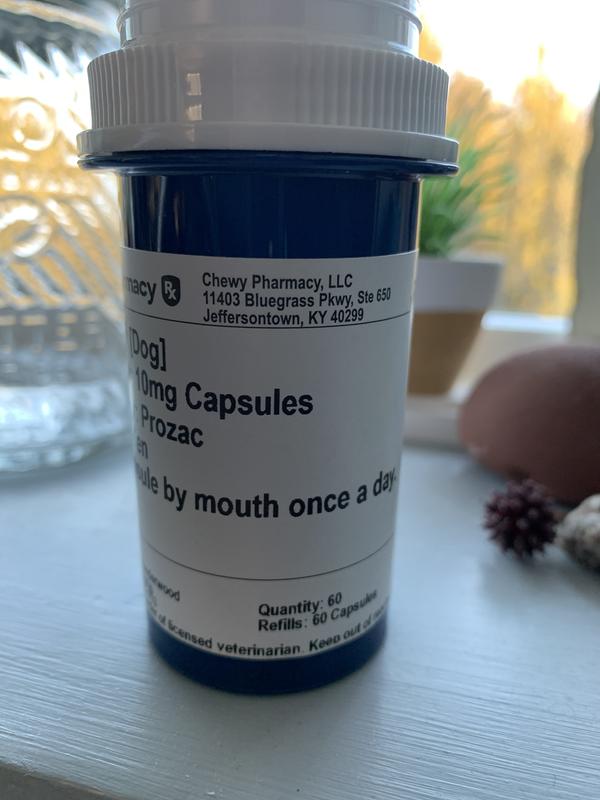 macy Rx
Chewy Pharmacy, LLC
11403 Bluegrass Pkwy, Ste 650
Jeffersontown, KY 40299
[Dog]
10mg Capsules
: Prozac
en
ule by mouth once a day.
erwood
Quantity: 60
Refills: 60 Capsules
of licensed veterinarian. Keep out of